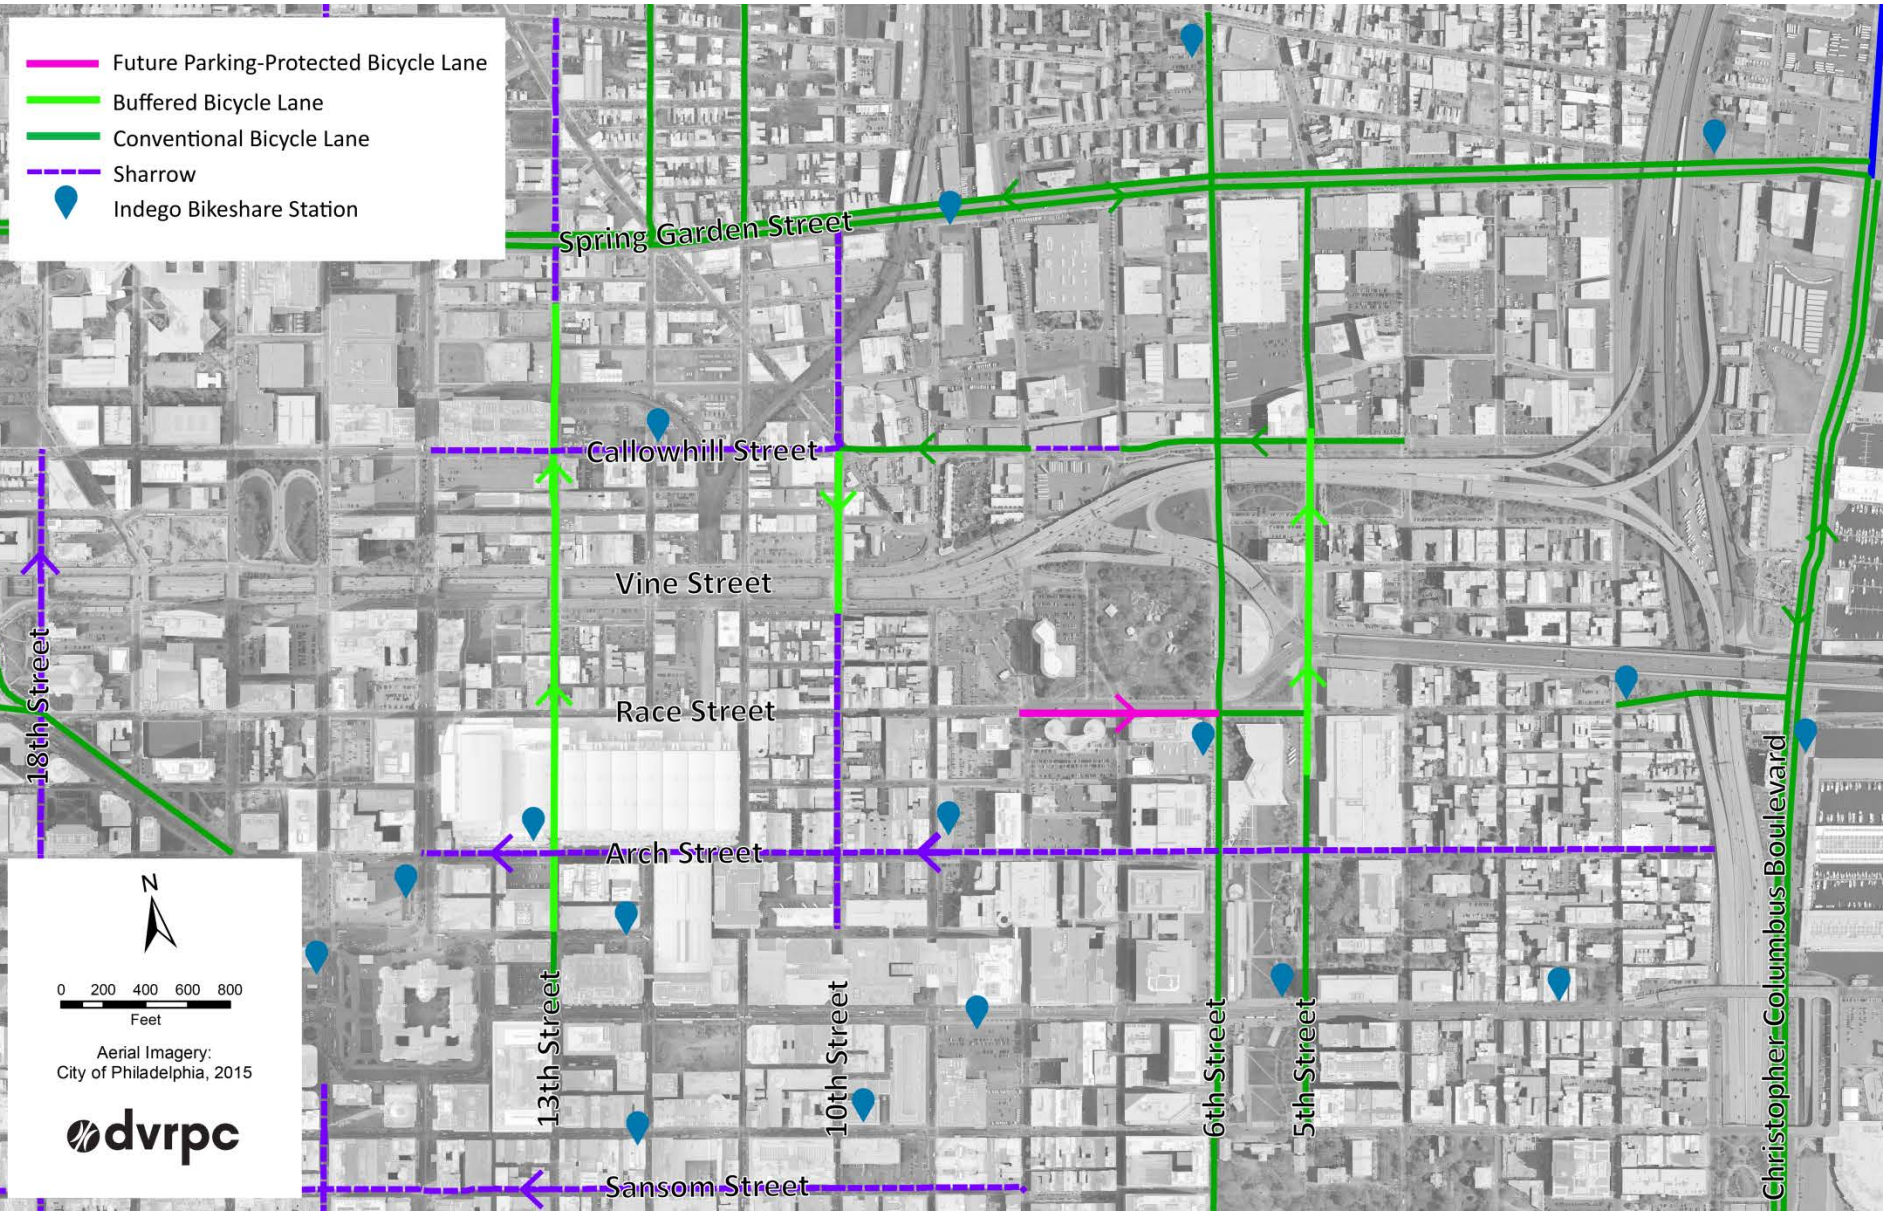 Future Parking-Protected Bicycle Lane
Buffered Bicycle Lane
Conventional Bicycle Lane
Sharrow
Indego Bikeshare Station
Spring Garden Street
Callowhill Street
Vine Street
18th Street
Race Street
Arch Street
Christopher Columbus Boulevard
13th Street
10th Street
6th Street
5th Street
Sansom Street
N
0 200 400 600 800
Feet
Aerial Imagery:
City of Philadelphia, 2015
dvrpc